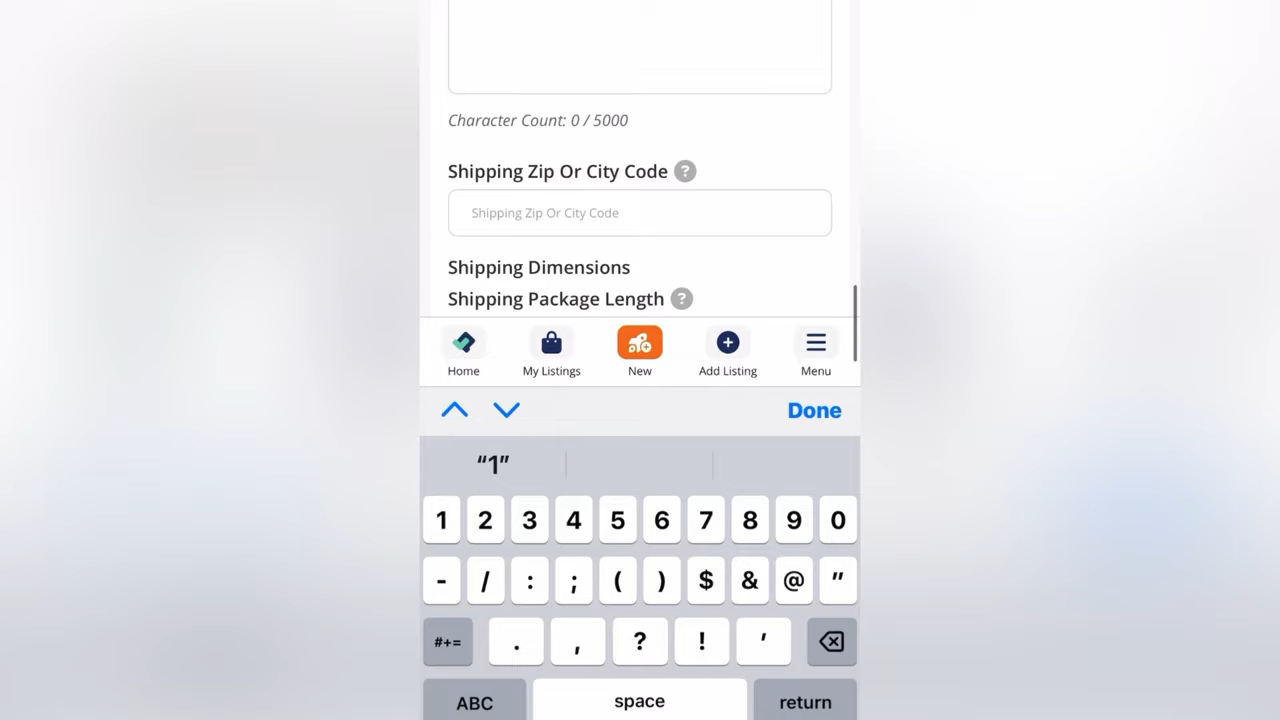 Character Count: 0 / 5000
Shipping Zip Or City Code ?
Shipping Zip Or City Code
Shipping Dimensions
Shipping Package Length ?
Home My Listings New Add Listing Menu
Done
“1”
1 2 3 4 5 6 7 8 9 0
- / : ; ( ) $ & @ "
#+= . , ? ! '
ABC space return